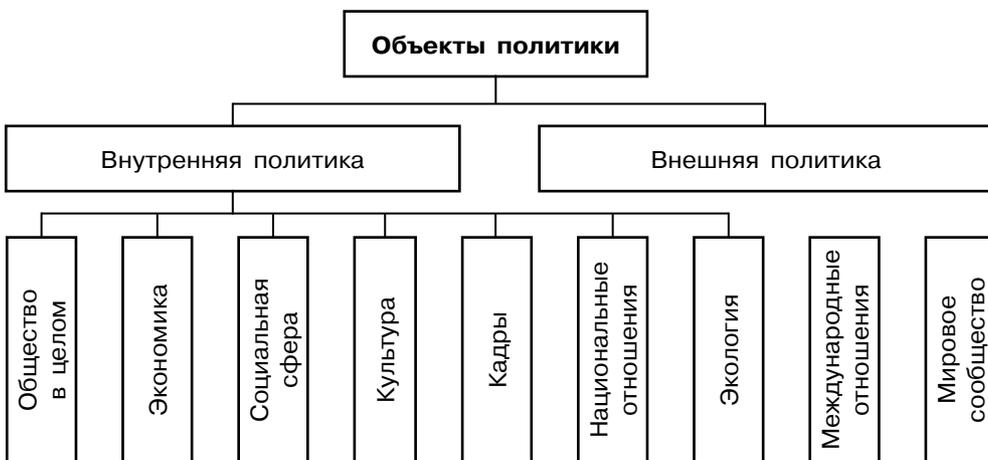 Объекты политики
Внутренняя политика
Внешняя политика
Общество
в целом
Экономика
Социальная
сфера
Культура
Кадры
Национальные
отношения
Экология
Международные
отношения
Мировое
сообщество